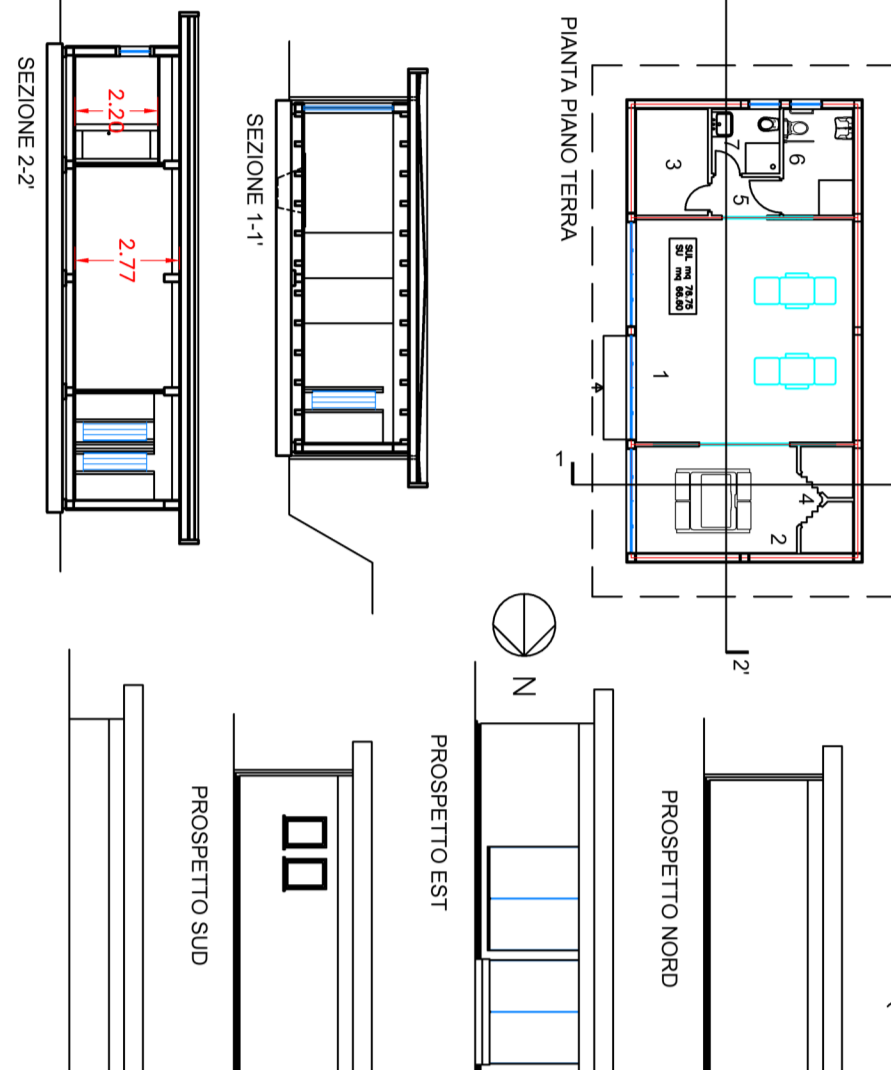 PIANTA PIANO TERRA
3
7
6
5
SUL mq 76.75
SU mq 66.60
1
4
2
1
2'
SEZIONE 1-1'
SEZIONE 2-2'
2.20
2.77
N
PROSPETTO NORD
PROSPETTO EST
PROSPETTO SUD